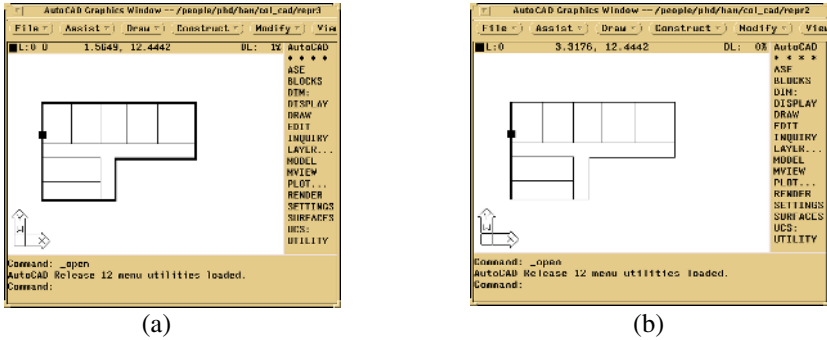 AutoCAD Graphics Window -- /people/phd/han/col_cad/repr3
File Assist Draw Construct Modify Vie
L:0 0 1.5649, 12.4442 DL: 1% AutoCAD
* * * *
ASE
BLOCKS
DIM:
DISPLAY
DRAW
EDIT
INQUIRY
LAYER...
MODEL
MVIEW
PLOT...
RENDER
SETTINGS
SURFACES
UCS:
UTILITY
W
X
Command: _open
AutoCAD Release 12 menu utilities loaded.
Command:
(a)
AutoCAD Graphics Window -- /people/phd/han/col_cad/repr2
File Assist Draw Construct Modify Vie
L:0 3.3176, 12.4442 DL: 0% AutoCAD
* * * *
ASE
BLOCKS
DIM:
DISPLAY
DRAW
EDIT
INQUIRY
LAYER...
MODEL
MVIEW
PLOT...
RENDER
SETTINGS
SURFACES
UCS:
UTILITY
W
X
Command: _open
AutoCAD Release 12 menu utilities loaded.
Command:
(b)